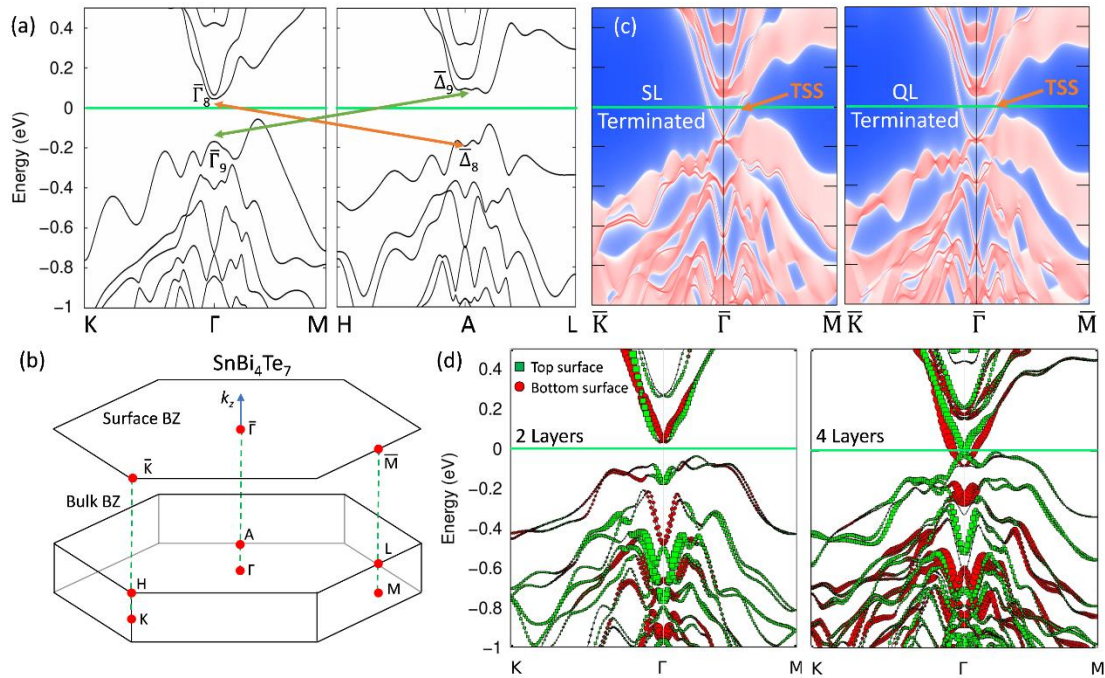 (a)
Energy (eV)
0.4
0.2
0
−0.2
−0.4
−0.6
−0.8
−1
Γ̅₈
Γ̅₉
K Γ M
Δ̅₉
Δ̅₈
H A L
(c)
SL
Terminated
TSS
K̅ Γ̅ M̅
QL
Terminated
TSS
K̅ Γ̅ M̅
(b)
SnBi₄Te₇
k_z
Surface BZ
Γ̅
M̅
K̅
Bulk BZ
A
Γ
H
L
K
M
(d)
Energy (eV)
0.4
0.2
0
−0.2
−0.4
−0.6
−0.8
−1
Top surface
Bottom surface
2 Layers
K Γ M
4 Layers
K Γ M